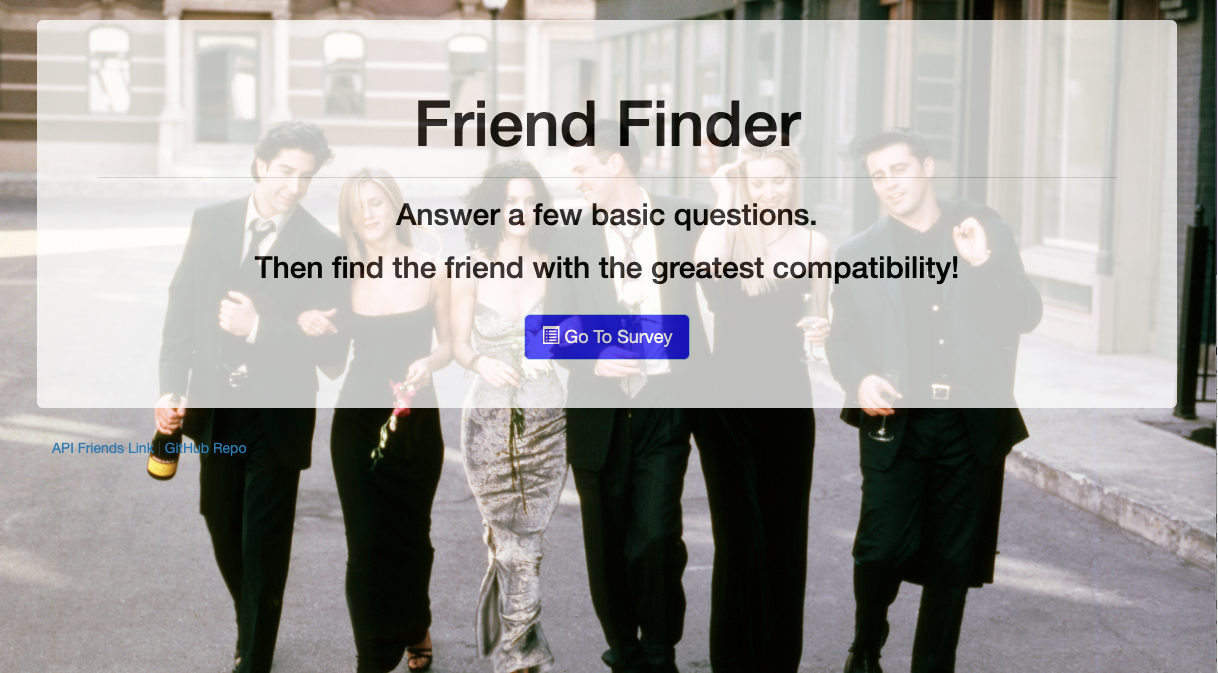 Friend Finder
Answer a few basic questions.
Then find the friend with the greatest compatibility!
Go To Survey
API Friends Link | GitHub Repo